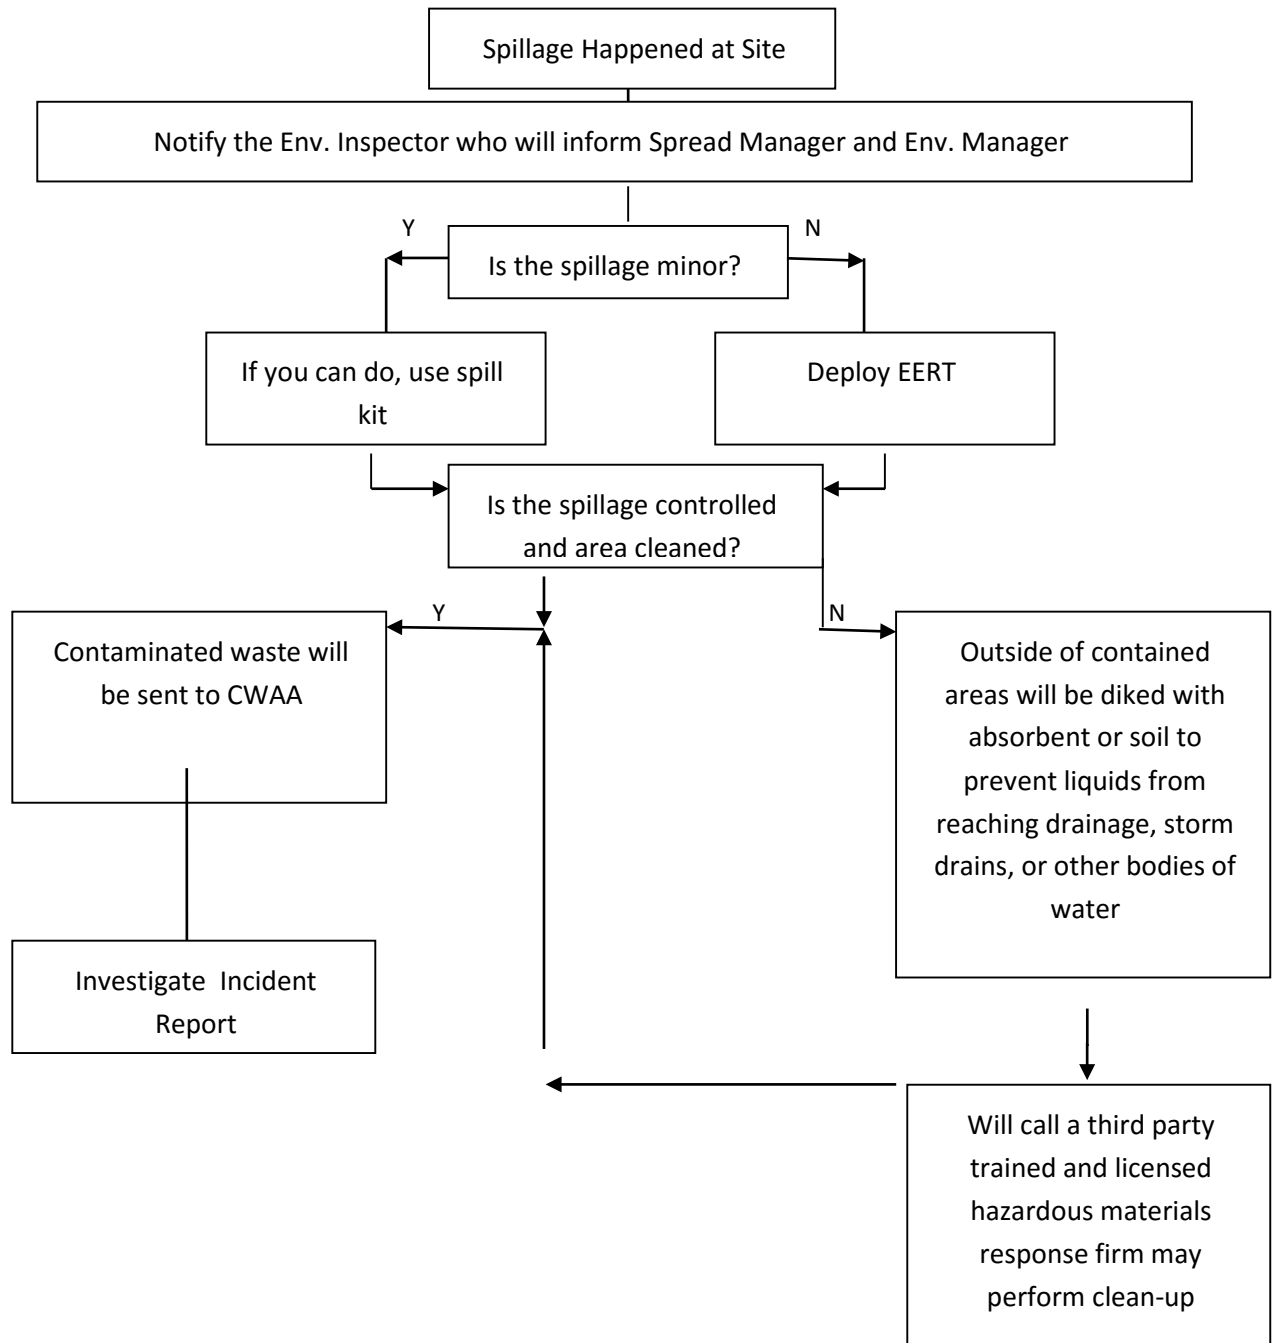 Spillage Happened at Site
Notify the Env. Inspector who will inform Spread Manager and Env. Manager
Y
N
Is the spillage minor?
If you can do, use spill
kit
Deploy EERT
Is the spillage controlled
and area cleaned?
Y
N
Contaminated waste will
be sent to CWAA
Outside of contained
areas will be diked with
absorbent or soil to
prevent liquids from
reaching drainage, storm
drains, or other bodies of
water
Investigate  Incident
Report
Will call a third party
trained and licensed
hazardous materials
response firm may
perform clean-up